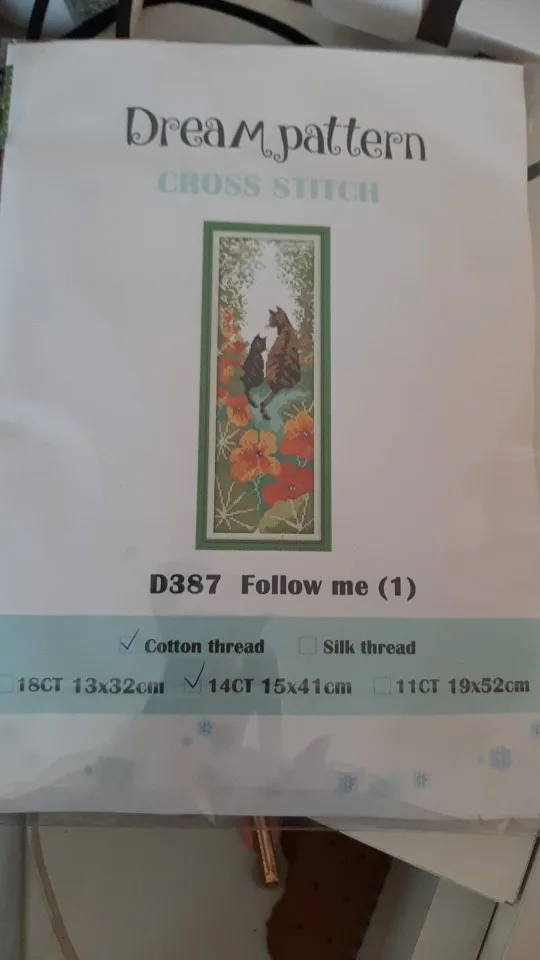 Dream pattern
CROSS STITCH
D387 Follow me (1)
Cotton thread Silk thread
18CT 13x32cm 14CT 15x41cm 11CT 19x52cm